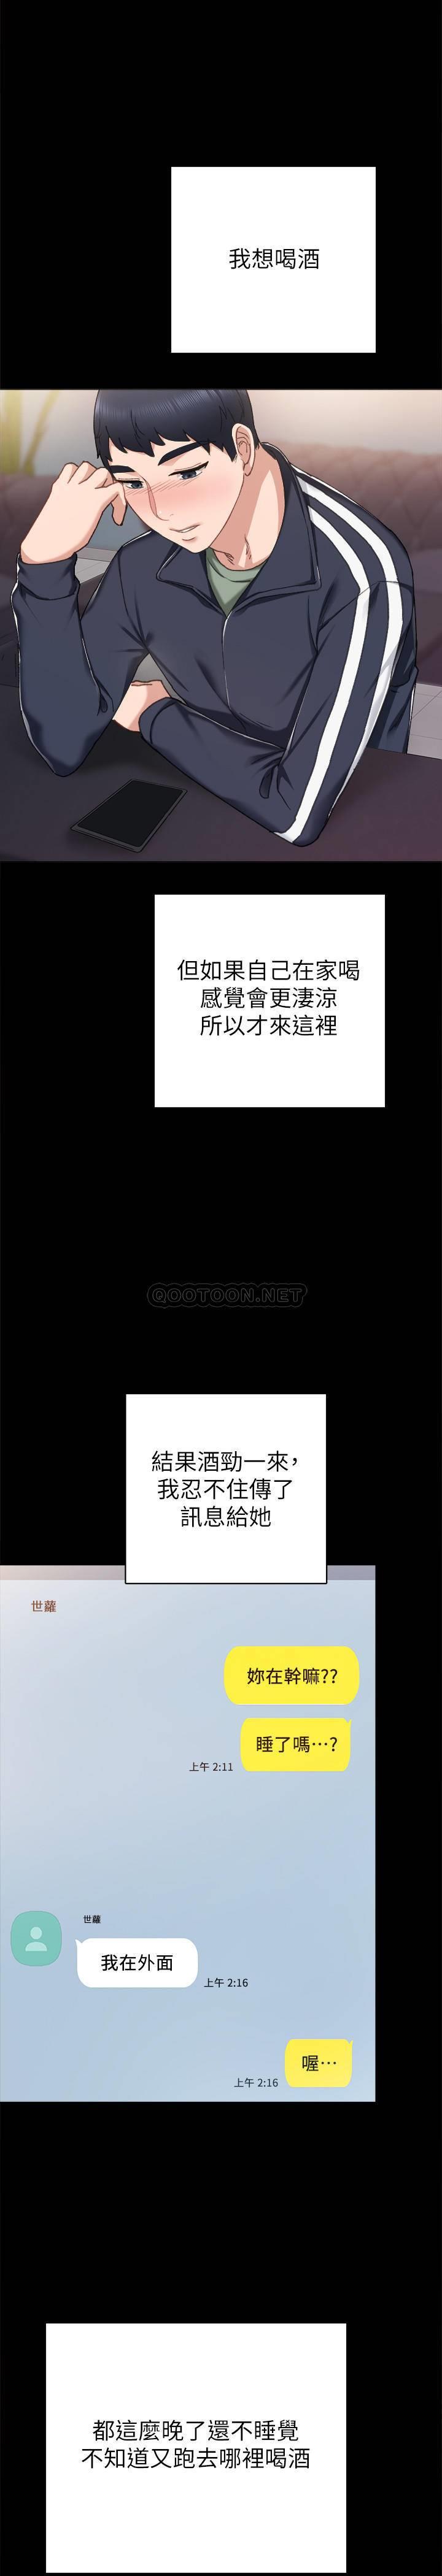 我想喝酒
但如果自己在家喝
感覺會更淒涼
所以才來這裡
QOOTOON.NET
結果酒勁一來，
我忍不住傳了
訊息給她
世蘿
妳在幹嘛??
睡了嗎…?
上午 2:11
世蘿
我在外面
上午 2:16
喔…
上午 2:16
都這麼晚了還不睡覺
不知道又跑去哪裡喝酒